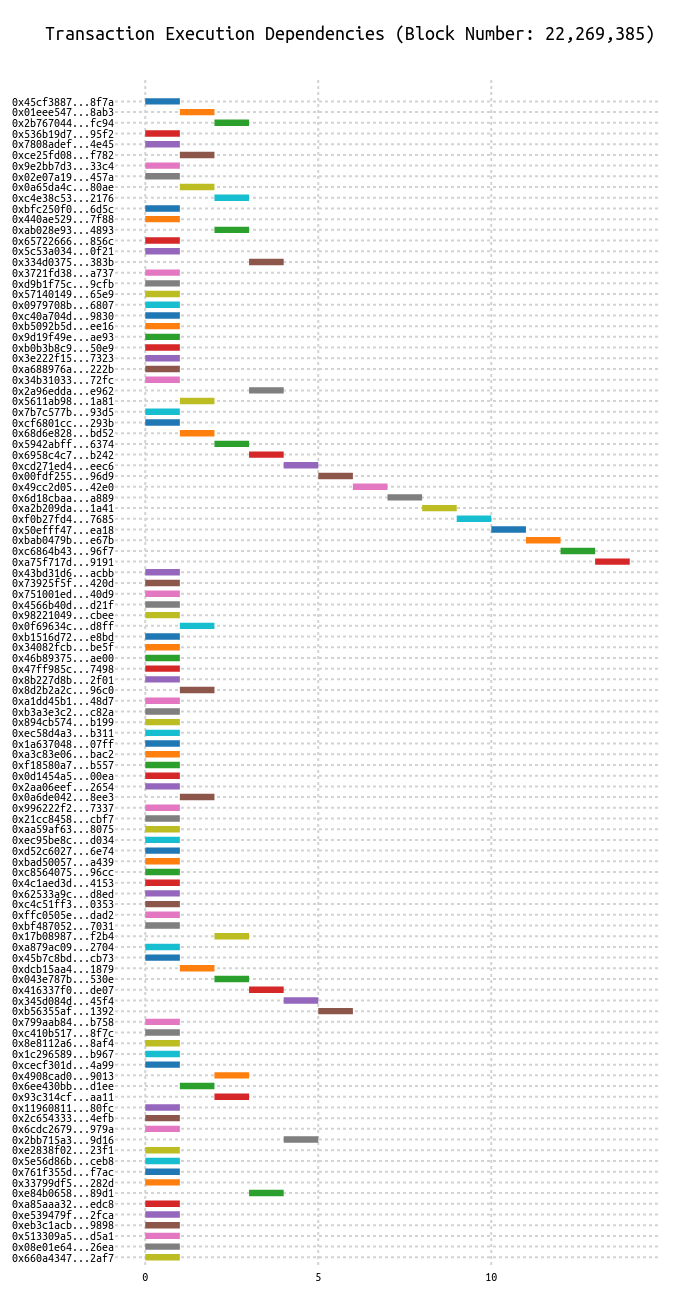 Transaction Execution Dependencies (Block Number: 22,269,385)
0x45cf3887...8f7a
0x01eee547...8ab3
0x2b767044...fc94
0x536b19d7...95f2
0x7808adef...4e45
0xce25fd08...f782
0x9e2bb7d3...33c4
0x02e07a19...457a
0x0a65da4c...80ae
0xc4e38c53...2176
0xbfc250f0...6d5c
0x440ae529...7f88
0xab028e93...4893
0x65722666...856c
0x5c53a034...0f21
0x334d0375...383b
0x3721fd38...a737
0xd9b1f75c...9cfb
0x57140149...65e9
0x0979708b...6807
0xc40a704d...9830
0xb5092b5d...ee16
0x9d19f49e...ae93
0xb0b3b8c9...50e9
0x3e222f15...7323
0xa688976a...222b
0x34b31033...72fc
0x2a96edda...e962
0x5611ab98...1a81
0x7b7c577b...93d5
0xcf6801cc...293b
0x68d6e828...bd52
0x5942abff...6374
0x6958c4c7...b242
0xcd271ed4...eec6
0x00fdf255...96d9
0x49cc2d05...42e0
0x6d18cbaa...a889
0xa2b209da...1a41
0xf0b27fd4...7685
0x50efff47...ea18
0xbab0479b...e67b
0xc6864b43...96f7
0xa75f717d...9191
0x43bd31d6...acbb
0x73925f5f...420d
0x751001ed...40d9
0x4566b40d...d21f
0x98221049...cbee
0x0f69634c...d8ff
0xb1516d72...e8bd
0x34082fcb...be5f
0x46b89375...ae00
0x47ff985c...7498
0x8b227d8b...2f01
0x8d2b2a2c...96c0
0xa1dd45b1...48d7
0xb3a3e3c2...c82a
0x894cb574...b199
0xec58d4a3...b311
0x1a637048...07ff
0xa3c83e06...bac2
0xf18580a7...b557
0x0d1454a5...00ea
0x2aa06eef...2654
0x0a6de042...8ee3
0x996222f2...7337
0x21cc8458...cbf7
0xaa59af63...8075
0xec95be8c...d034
0xd52c6027...6e74
0xbad50057...a439
0xc8564075...96cc
0x4c1aed3d...4153
0x62533a9c...d8ed
0xc4c51ff3...0353
0xffc0505e...dad2
0xbf487052...7031
0x17b08987...f2b4
0xa879ac09...2704
0x45b7c8bd...cb73
0xdcb15aa4...1879
0x043e787b...530e
0x416337f0...de07
0x345d084d...45f4
0xb56355af...1392
0x799aab84...b758
0xc410b517...8f7c
0x8e8112a6...8af4
0x1c296589...b967
0xcecf301d...4a99
0x4908cad0...9013
0x6ee430bb...d1ee
0x93c314cf...aa11
0x11960811...80fc
0x2c654333...4efb
0x6cdc2679...979a
0x2bb715a3...9d16
0xe2838f02...23f1
0x5e56d86b...ceb8
0x761f355d...f7ac
0x33799df5...282d
0xe84b0658...89d1
0xa85aaa32...edc8
0xe539479f...2fca
0xeb3c1acb...9898
0x513309a5...d5a1
0x08e01e64...26ea
0x660a4347...2af7
0 5 10